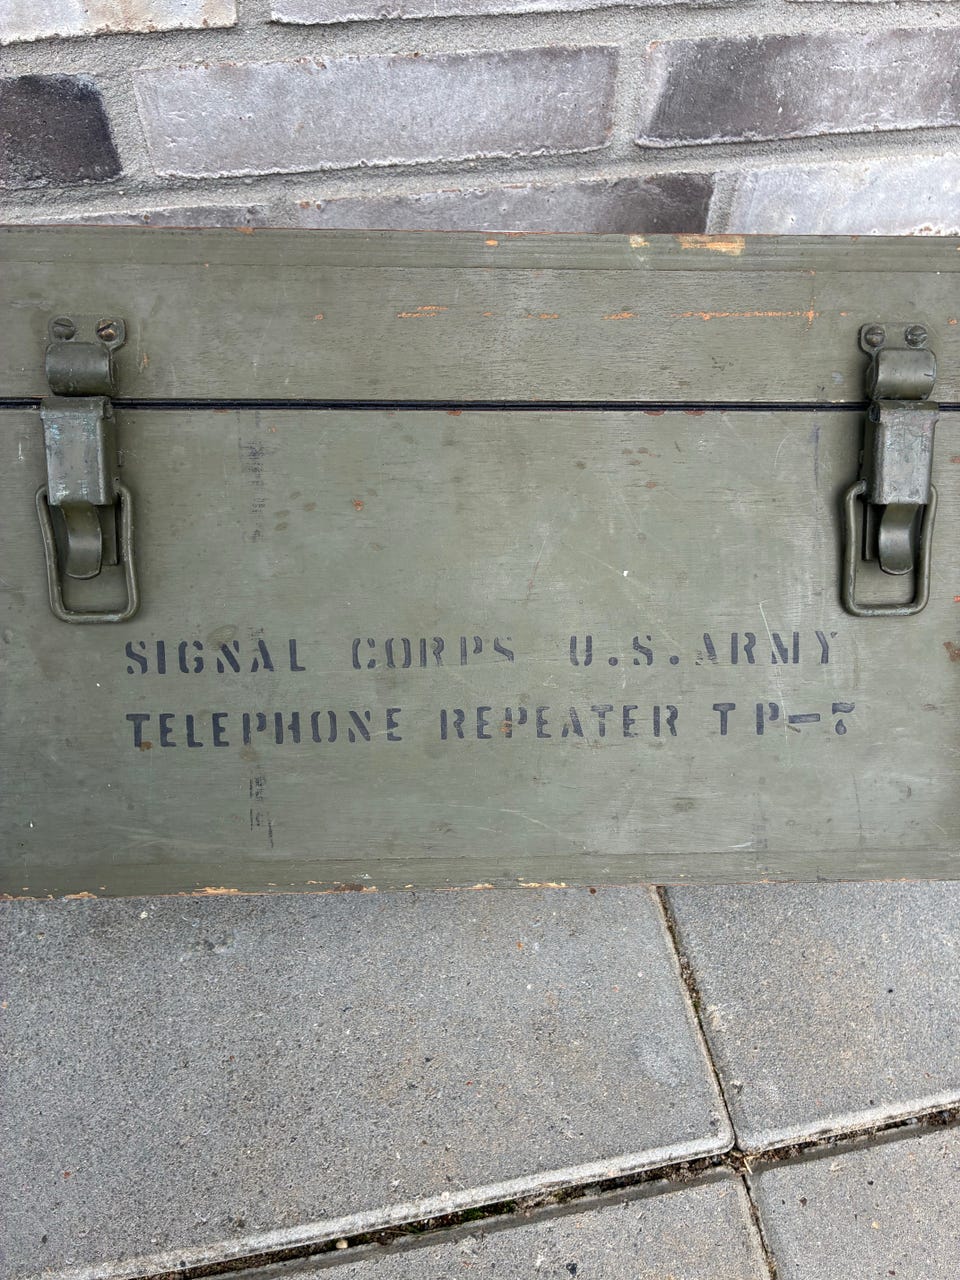 SIGNAL CORPS U.S.ARMY
TELEPHONE REPEATER TP-7